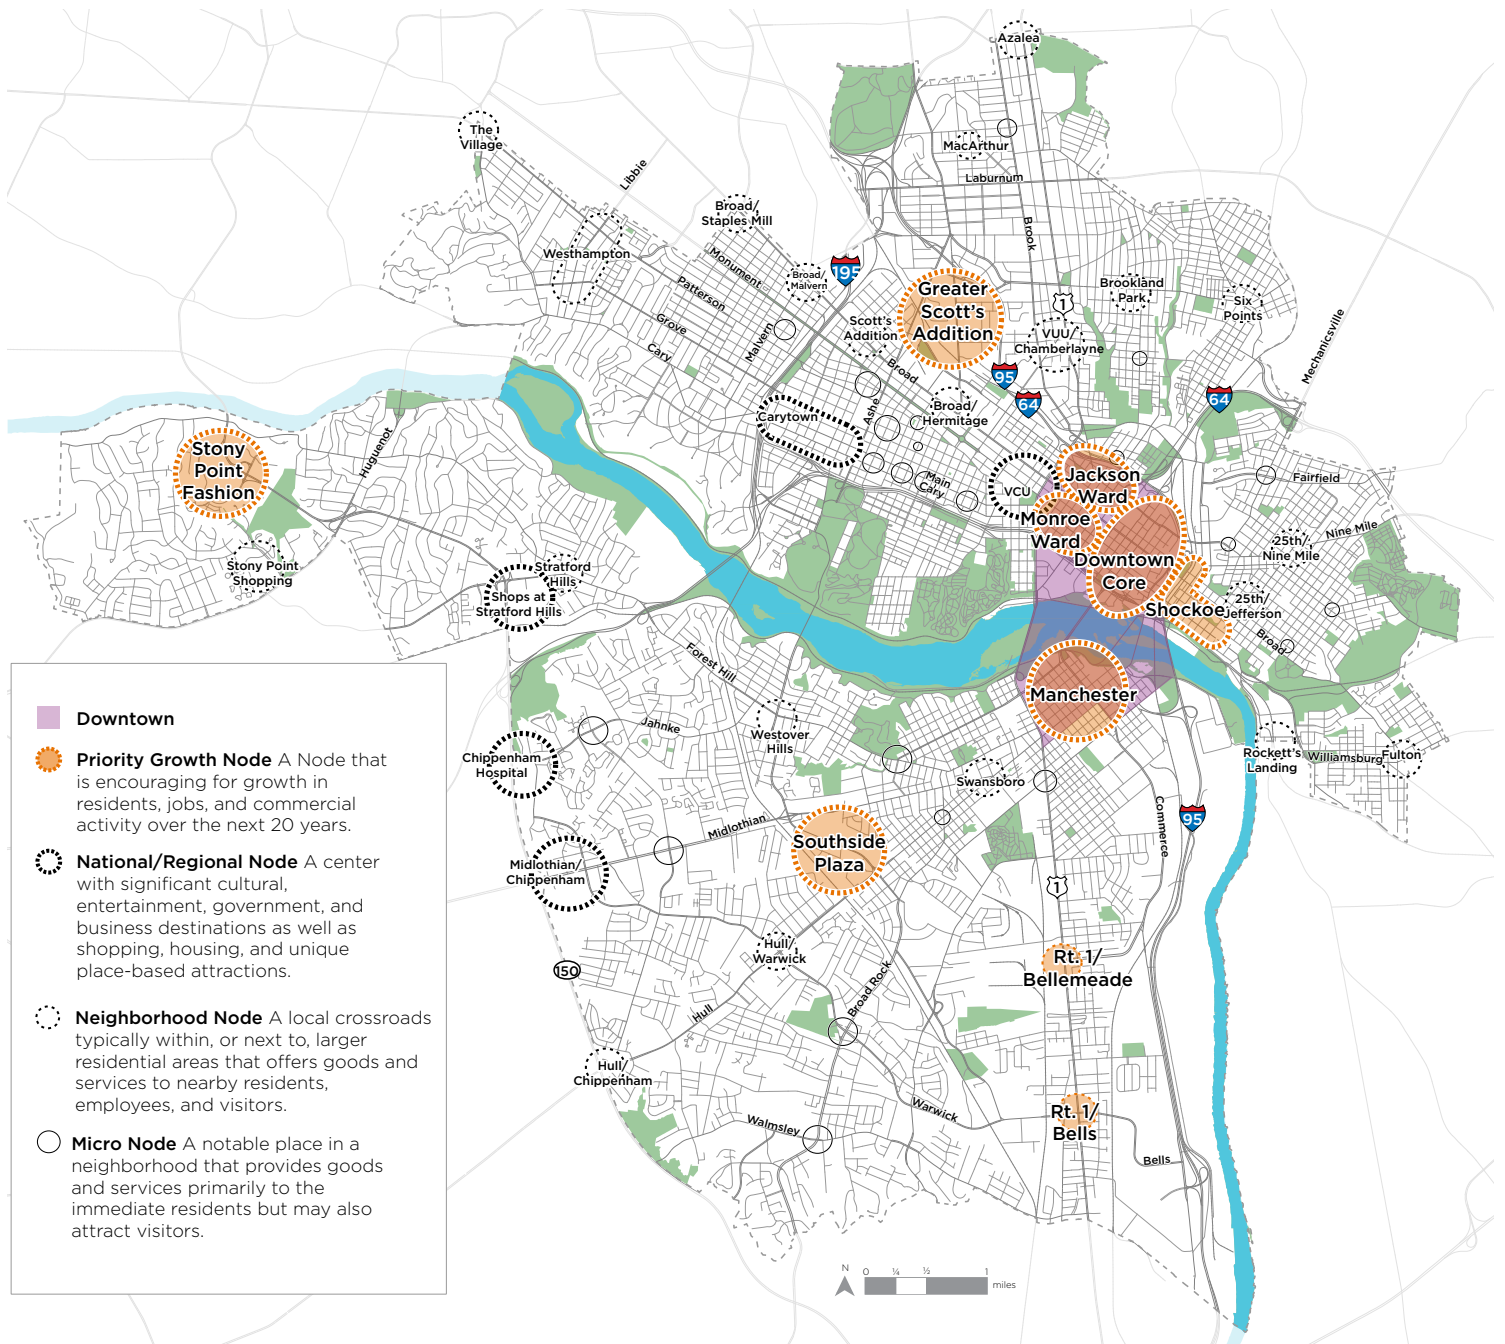 Azalea
The
Village
MacArthur
Laburnum
Libbie
Broad/
Staples Mill
Brook
Westhampton
Monument
Broad/
Malvern
195
Patterson
Greater
Scott's
Addition
Brookland
Park
Six
Points
1
Grove
Scott's
Addition
VUU/
Chamberlayne
Malvern
Mechanicsville
Cary
Broad
95
64
64
Carytown
Ashe
Broad/
Hermitage
Huguenot
Stony
Point
Fashion
Main
Cary
VCU
Jackson
Ward
Fairfield
Monroe
Ward
Nine Mile
25th/
Nine Mile
Downtown
Core
Stony Point
Shopping
Stratford
Hills
Shops at
Stratford Hills
Shockoe
25th/
Jefferson
Broad
Forest Hill
Manchester
Jahnke
Westover
Hills
Chippenham
Hospital
Swansboro
Rockett's
Landing
Williamsburg
Fulton
Commerce
95
Midlothian
Southside
Plaza
Midlothian/
Chippenham
1
Hull/
Warwick
Rt. 1/
Bellemeade
150
Broad Rock
Hull
Hull/
Chippenham
Warwick
Rt. 1/
Bells
Walmsley
Bells
Downtown
Priority Growth Node A Node that
is encouraging for growth in
residents, jobs, and commercial
activity over the next 20 years.
National/Regional Node A center
with significant cultural,
entertainment, government, and
business destinations as well as
shopping, housing, and unique
place-based attractions.
Neighborhood Node A local crossroads
typically within, or next to, larger
residential areas that offers goods and
services to nearby residents,
employees, and visitors.
Micro Node A notable place in a
neighborhood that provides goods
and services primarily to the
immediate residents but may also
attract visitors.
N
0 ¼ ½ 1
miles